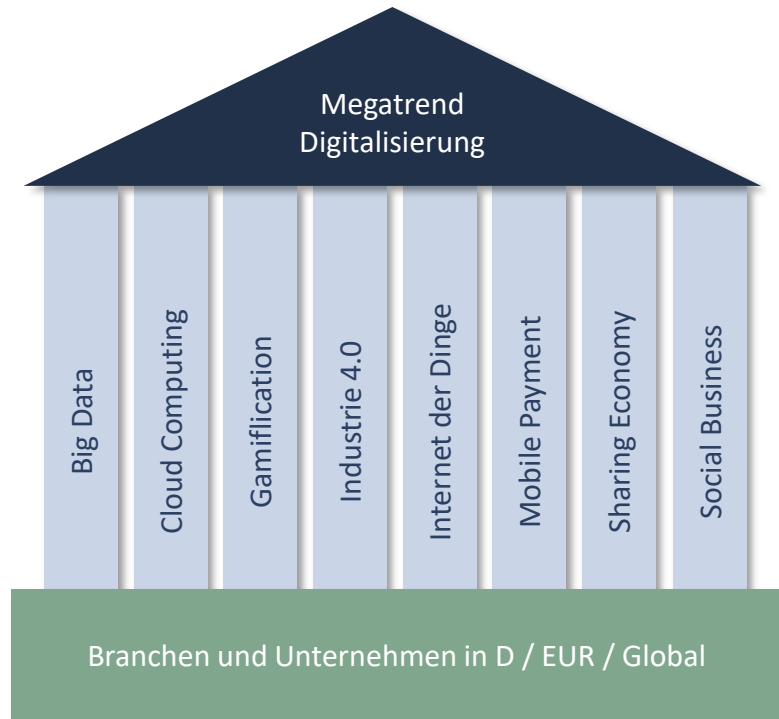 Megatrend
Digitalisierung
Big Data
Cloud Computing
Gamiflication
Industrie 4.0
Internet der Dinge
Mobile Payment
Sharing Economy
Social Business
Branchen und Unternehmen in D / EUR / Global